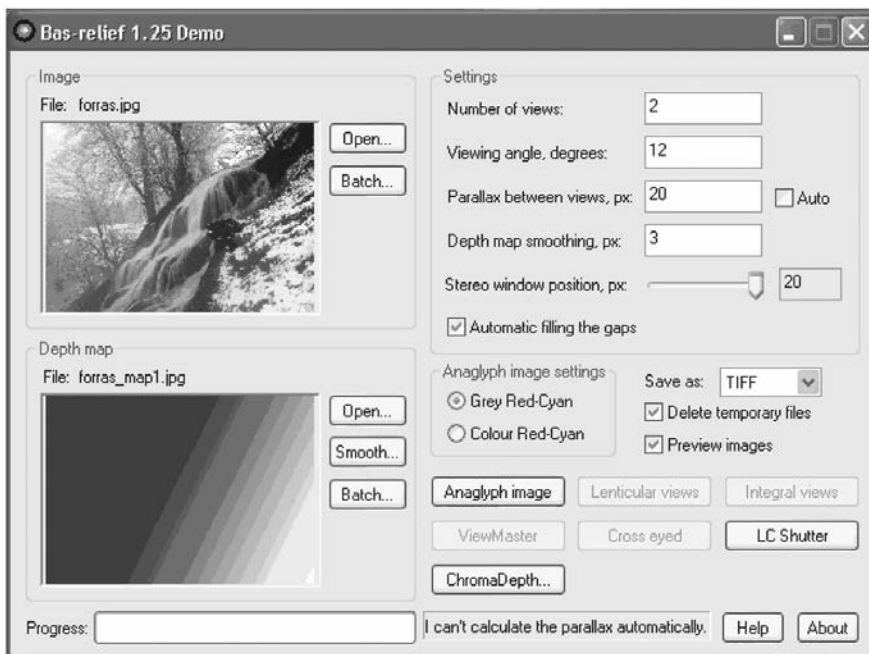 Bas-relief 1.25 Demo
Image
File: forras.jpg
Open...
Batch...
Depth map
File: forras_map1.jpg
Open...
Smooth...
Batch...
Settings
Number of views: 2
Viewing angle, degrees: 12
Parallax between views, px: 20 Auto
Depth map smoothing, px: 3
Stereo window position, px: 20
Automatic filling the gaps
Anaglyph image settings
Grey Red-Cyan
Colour Red-Cyan
Save as: TIFF
Delete temporary files
Preview images
Anaglyph image Lenticular views Integral views
ViewMaster Cross eyed LC Shutter
ChromaDepth...
Progress: I can't calculate the parallax automatically. Help About